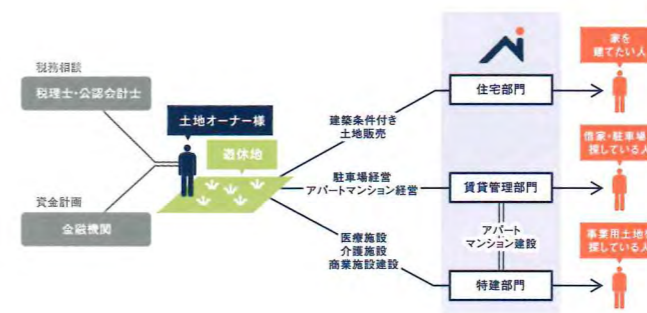 税務相談
税理士・公認会計士
資金計画
金融機関
土地オーナー様
遊休地
建築条件付き
土地販売
駐車場経営
アパートマンション経営
医療施設
介護施設
商業施設建設
住宅部門
賃貸管理部門
アパート
マンション建設
特建部門
家を
建てたい人
借家・駐車場
探している人
事業用土地
探している人